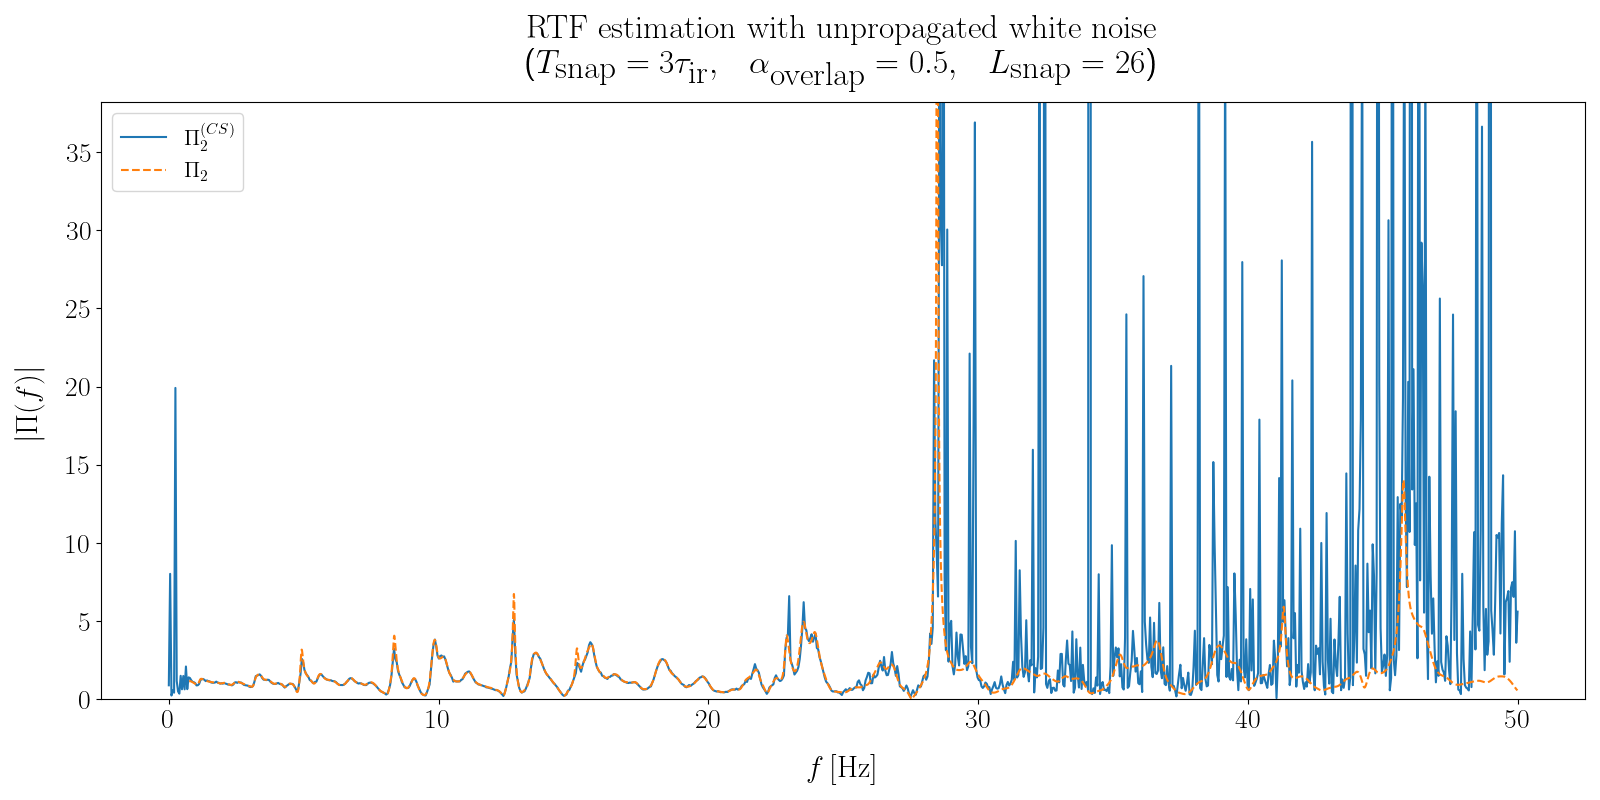 RTF estimation with unpropagated white noise
(T_snap = 3τ_ir, α_overlap = 0.5, L_snap = 26)
Π_2^(CS)
Π_2
35
30
25
20
15
10
5
0
|Π(f)|
0 10 20 30 40 50
f [Hz]